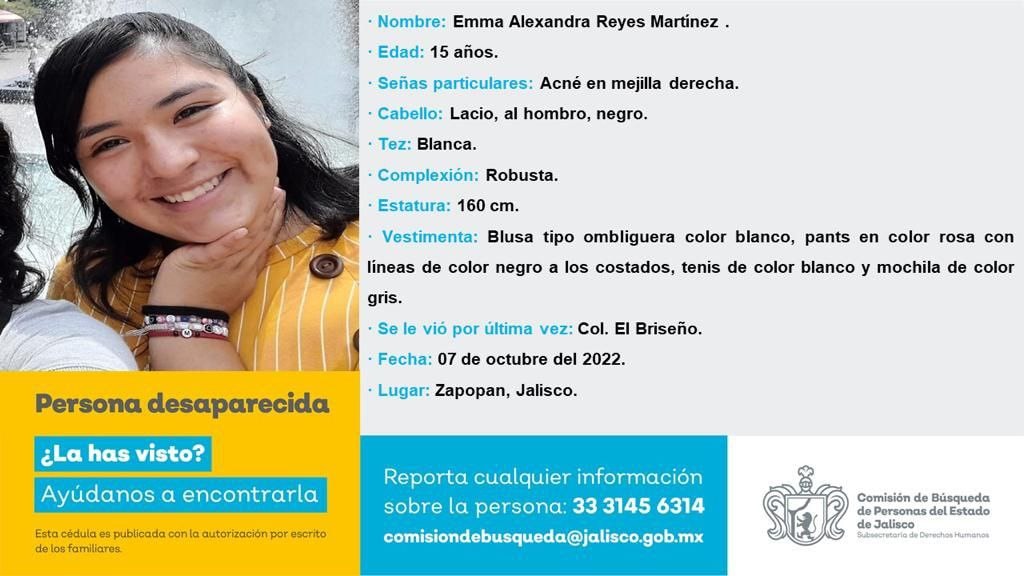 · Nombre: Emma Alexandra Reyes Martínez .
· Edad: 15 años.
· Señas particulares: Acné en mejilla derecha.
· Cabello: Lacio, al hombro, negro.
· Tez: Blanca.
· Complexión: Robusta.
· Estatura: 160 cm.
· Vestimenta: Blusa tipo ombliguera color blanco, pants en color rosa con
líneas de color negro a los costados, tenis de color blanco y mochila de color
gris.
· Se le vió por última vez: Col. El Briseño.
· Fecha: 07 de octubre del 2022.
· Lugar: Zapopan, Jalisco.
Persona desaparecida
¿La has visto?
Ayúdanos a encontrarla
Esta cédula es publicada con la autorización por escrito
de los familiares.
Reporta cualquier información
sobre la persona: 33 3145 6314
comisiondebusqueda@jalisco.gob.mx
Comisión de Búsqueda
de Personas del Estado
de Jalisco
Subsecretaría de Derechos Humanos